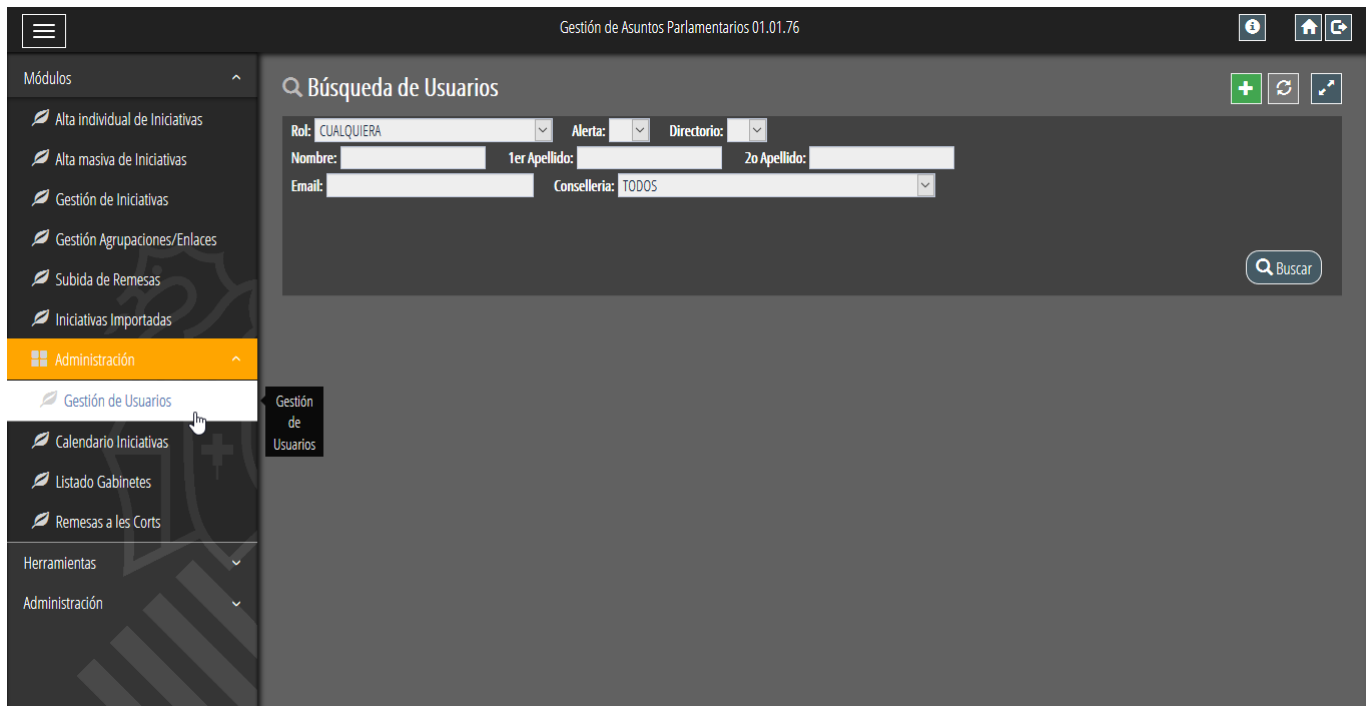 Gestión de Asuntos Parlamentarios 01.01.76
Módulos
Alta individual de Iniciativas
Alta masiva de Iniciativas
Gestión de Iniciativas
Gestión Agrupaciones/Enlaces
Subida de Remesas
Iniciativas Importadas
Administración
Gestión de Usuarios
Calendario Iniciativas
Listado Gabinetes
Remesas a les Corts
Herramientas
Administración
Gestión
de
Usuarios
Búsqueda de Usuarios
Rol: CUALQUIERA Alerta: Directorio:
Nombre: 1er Apellido: 2o Apellido:
Email: Conselleria: TODOS
Buscar